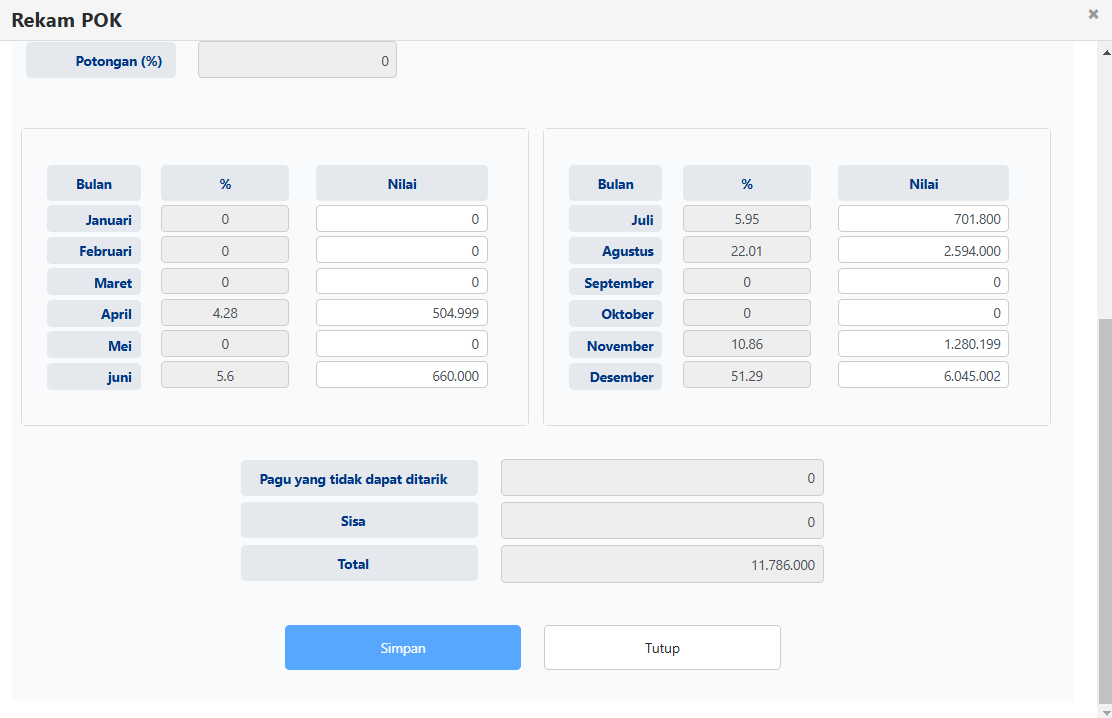 Rekam POK
Potongan (%) 0
Bulan % Nilai
Januari 0 0
Februari 0 0
Maret 0 0
April 4.28 504.999
Mei 0 0
juni 5.6 660.000
Bulan % Nilai
Juli 5.95 701.800
Agustus 22.01 2.594.000
September 0 0
Oktober 0 0
November 10.86 1.280.199
Desember 51.29 6.045.002
Pagu yang tidak dapat ditarik 0
Sisa 0
Total 11.786.000
Simpan Tutup